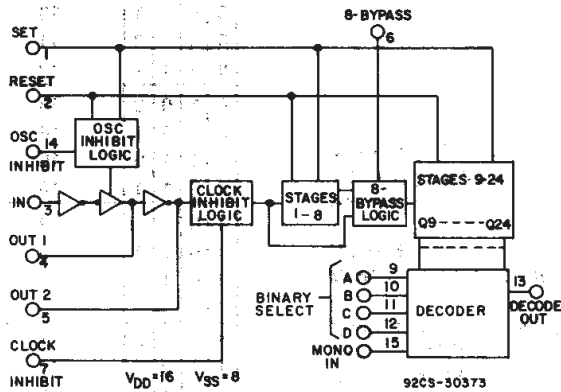 8-BYPASS
6
SET
1
RESET
2
OSC
INHIBIT
14
OSC
INHIBIT
LOGIC
IN
3
CLOCK
INHIBIT
LOGIC
STAGES
1-8
8-
BYPASS
LOGIC
STAGES-9-24
Q9-----Q24
OUT 1
4
OUT 2
5
CLOCK
INHIBIT
7
VDD=16 VSS=8
BINARY
SELECT
A 9
B 10
C 11
D 12
MONO
IN
15
DECODER
13
DECODE
OUT
92CS-30373